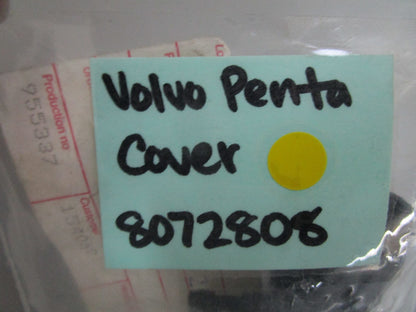 Volvo Penta
Cover
8072808
Production no
955337